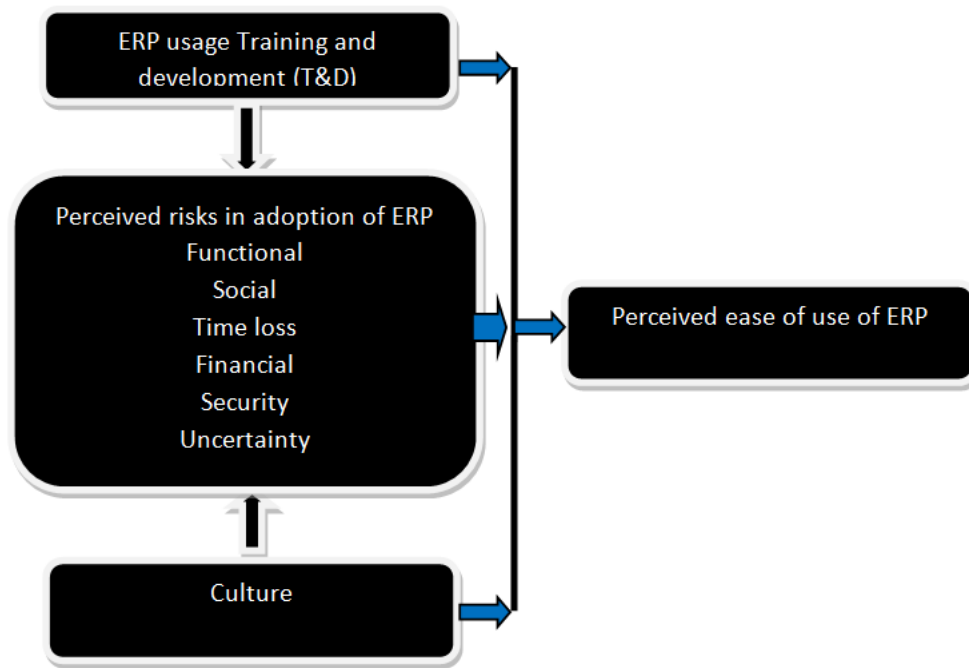 ERP usage Training and
development (T&D)
Perceived risks in adoption of ERP
Functional
Social
Time loss
Financial
Security
Uncertainty
Perceived ease of use of ERP
Culture